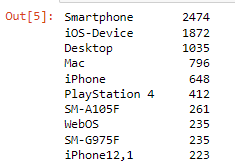 Out[5]: Smartphone 2474
iOS-Device 1872
Desktop 1035
Mac 796
iPhone 648
PlayStation 4 412
SM-A105F 261
WebOS 235
SM-G975F 235
iPhone12,1 223